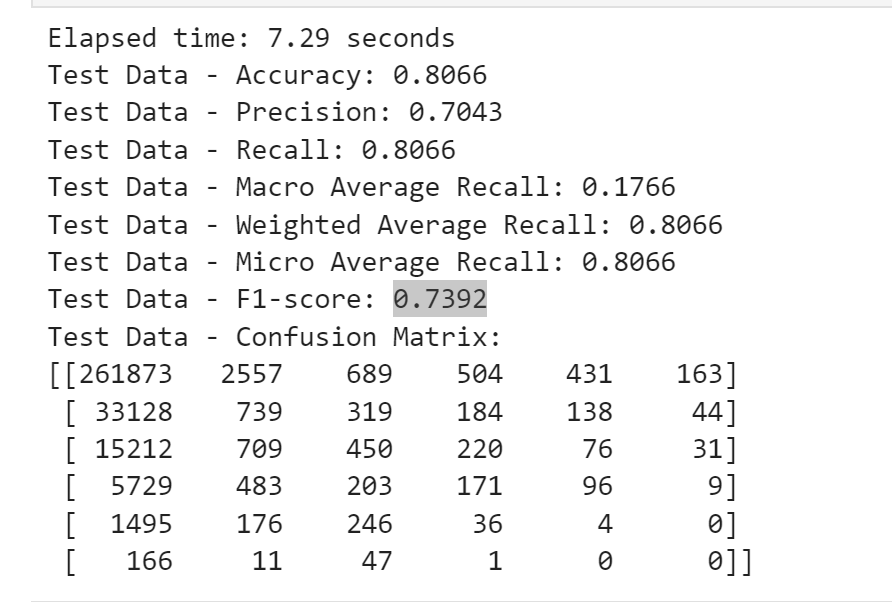 Elapsed time: 7.29 seconds
Test Data - Accuracy: 0.8066
Test Data - Precision: 0.7043
Test Data - Recall: 0.8066
Test Data - Macro Average Recall: 0.1766
Test Data - Weighted Average Recall: 0.8066
Test Data - Micro Average Recall: 0.8066
Test Data - F1-score: 0.7392
Test Data - Confusion Matrix:
[[261873   2557    689    504    431    163]
 [ 33128    739    319    184    138     44]
 [ 15212    709    450    220     76     31]
 [  5729    483    203    171     96      9]
 [  1495    176    246     36      4      0]
 [   166     11     47      1      0      0]]